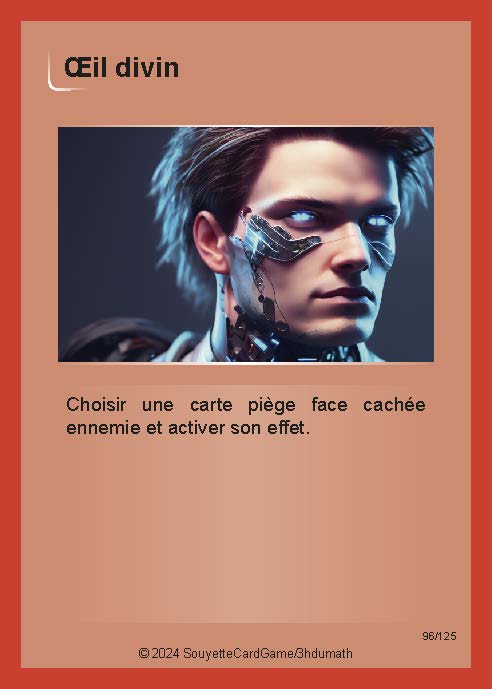 Œil divin
Choisir une carte piège face cachée
ennemie et activer son effet.
96/125
© 2024 SouyetteCardGame/3hdumath